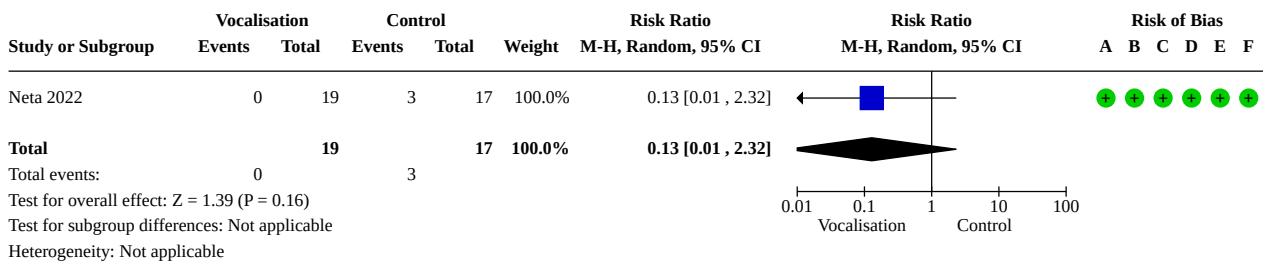 Vocalisation Control Risk Ratio Risk Ratio Risk of Bias
Study or Subgroup Events Total Events Total Weight M-H, Random, 95% CI M-H, Random, 95% CI A B C D E F
Neta 2022 0 19 3 17 100.0% 0.13 [0.01 , 2.32] + + + + + +
Total 19 17 100.0% 0.13 [0.01 , 2.32]
Total events: 0 3
Test for overall effect: Z = 1.39 (P = 0.16) 0.01 0.1 1 10 100
Test for subgroup differences: Not applicable Vocalisation Control
Heterogeneity: Not applicable